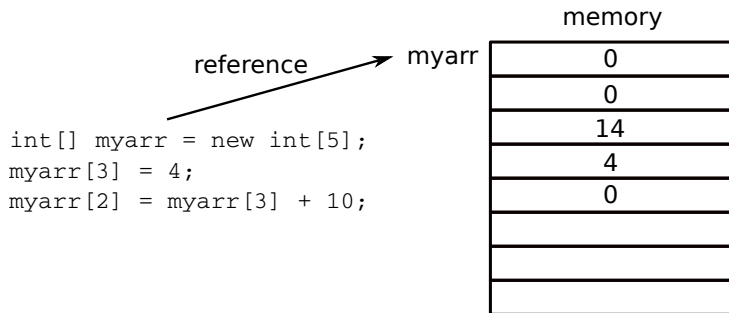 memory
reference
myarr
int[] myarr = new int[5];
myarr[3] = 4;
myarr[2] = myarr[3] + 10;
0
0
14
4
0